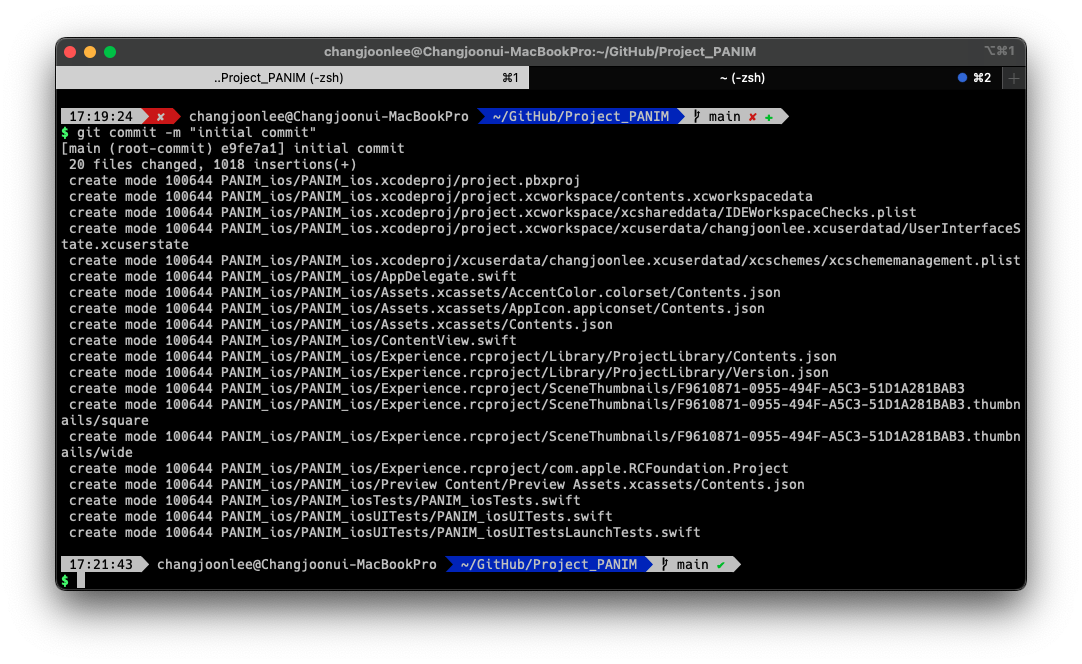 changjoonlee@Changjoonui-MacBookPro:~/GitHub/Project_PANIM ⌥⌘1
..Project_PANIM (-zsh) ⌘1 ~ (-zsh) ⌘2 +
17:19:24 ✘ changjoonlee@Changjoonui-MacBookPro ~/GitHub/Project_PANIM main ✘ ✚
$ git commit -m "initial commit"
[main (root-commit) e9fe7a1] initial commit
 20 files changed, 1018 insertions(+)
 create mode 100644 PANIM_ios/PANIM_ios.xcodeproj/project.pbxproj
 create mode 100644 PANIM_ios/PANIM_ios.xcodeproj/project.xcworkspace/contents.xcworkspacedata
 create mode 100644 PANIM_ios/PANIM_ios.xcodeproj/project.xcworkspace/xcshareddata/IDEWorkspaceChecks.plist
 create mode 100644 PANIM_ios/PANIM_ios.xcodeproj/project.xcworkspace/xcuserdata/changjoonlee.xcuserdatad/UserInterfaceS
tate.xcuserstate
 create mode 100644 PANIM_ios/PANIM_ios.xcodeproj/xcuserdata/changjoonlee.xcuserdatad/xcschemes/xcschememanagement.plist
 create mode 100644 PANIM_ios/PANIM_ios/AppDelegate.swift
 create mode 100644 PANIM_ios/PANIM_ios/Assets.xcassets/AccentColor.colorset/Contents.json
 create mode 100644 PANIM_ios/PANIM_ios/Assets.xcassets/AppIcon.appiconset/Contents.json
 create mode 100644 PANIM_ios/PANIM_ios/Assets.xcassets/Contents.json
 create mode 100644 PANIM_ios/PANIM_ios/ContentView.swift
 create mode 100644 PANIM_ios/PANIM_ios/Experience.rcproject/Library/ProjectLibrary/Contents.json
 create mode 100644 PANIM_ios/PANIM_ios/Experience.rcproject/Library/ProjectLibrary/Version.json
 create mode 100644 PANIM_ios/PANIM_ios/Experience.rcproject/SceneThumbnails/F9610871-0955-494F-A5C3-51D1A281BAB3
 create mode 100644 PANIM_ios/PANIM_ios/Experience.rcproject/SceneThumbnails/F9610871-0955-494F-A5C3-51D1A281BAB3.thumbn
ails/square
 create mode 100644 PANIM_ios/PANIM_ios/Experience.rcproject/SceneThumbnails/F9610871-0955-494F-A5C3-51D1A281BAB3.thumbn
ails/wide
 create mode 100644 PANIM_ios/PANIM_ios/Experience.rcproject/com.apple.RCFoundation.Project
 create mode 100644 PANIM_ios/PANIM_ios/Preview Content/Preview Assets.xcassets/Contents.json
 create mode 100644 PANIM_ios/PANIM_iosTests/PANIM_iosTests.swift
 create mode 100644 PANIM_ios/PANIM_iosUITests/PANIM_iosUITests.swift
 create mode 100644 PANIM_ios/PANIM_iosUITests/PANIM_iosUITestsLaunchTests.swift
17:21:43 changjoonlee@Changjoonui-MacBookPro ~/GitHub/Project_PANIM main ✔
$